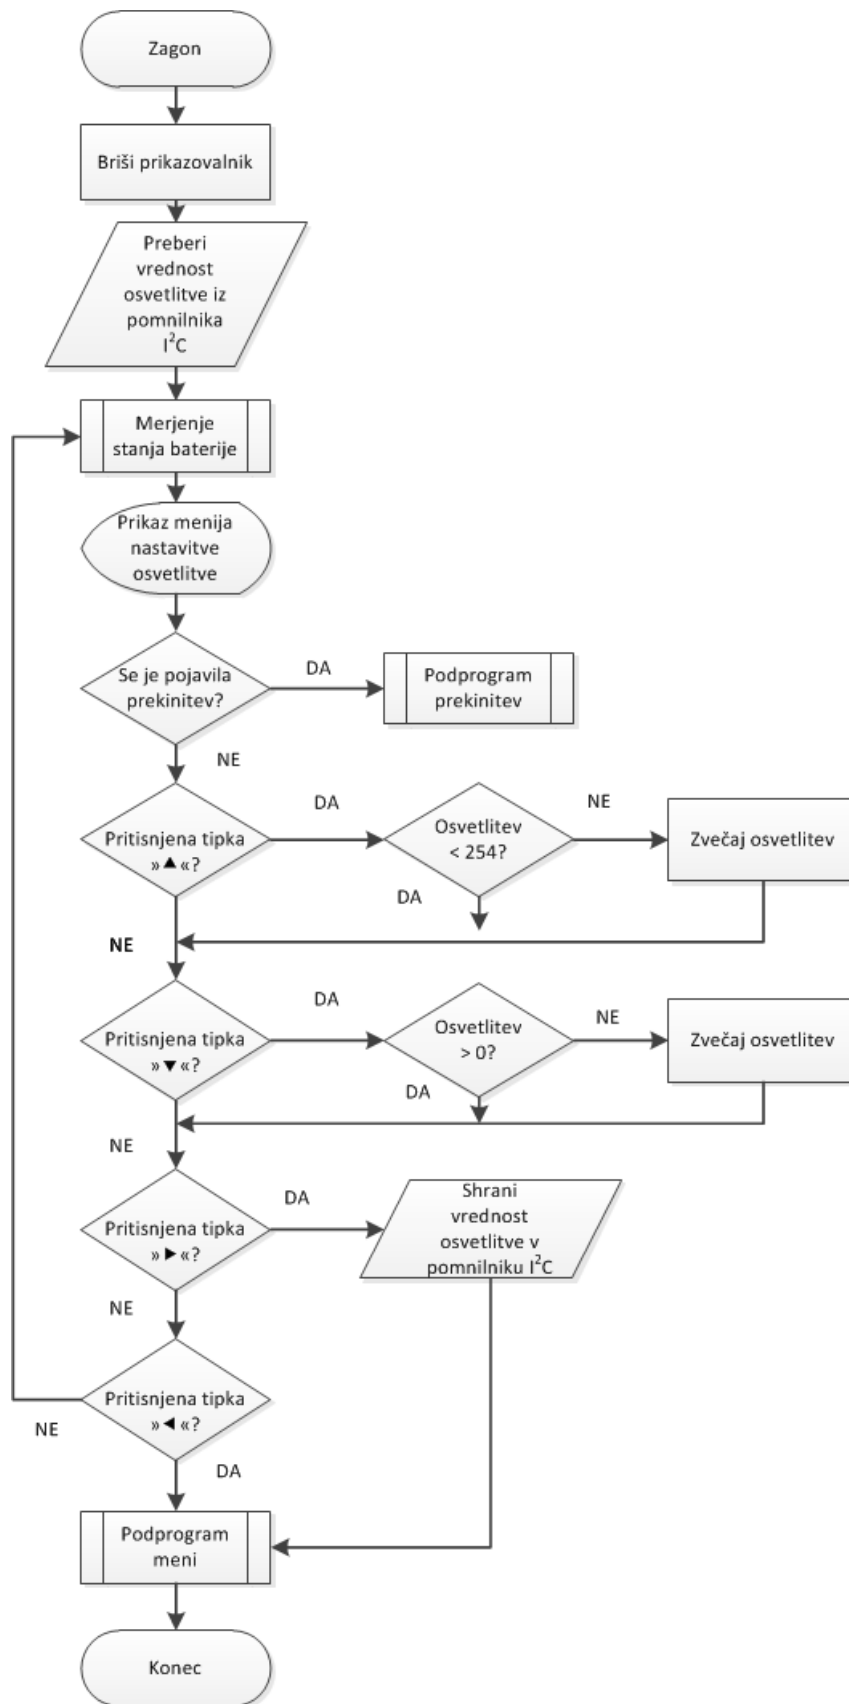 Zagon
Briši prikazovalnik
Preberi
vrednost
osvetlitve iz
pomnilnika
I²C
Merjenje
stanja baterije
Prikaz menija
nastavitve
osvetlitve
Se je pojavila
prekinitev?
DA
Podprogram
prekinitev
NE
Pritisnjena tipka
»▲«?
DA
Osvetlitev
< 254?
NE
Zvečaj osvetlitev
DA
NE
Pritisnjena tipka
»▼«?
DA
Osvetlitev
> 0?
NE
Zvečaj osvetlitev
DA
NE
Pritisnjena tipka
»►«?
DA
Shrani
vrednost
osvetlitve v
pomnilniku I²C
NE
Pritisnjena tipka
»◄«?
NE
DA
Podprogram
meni
Konec